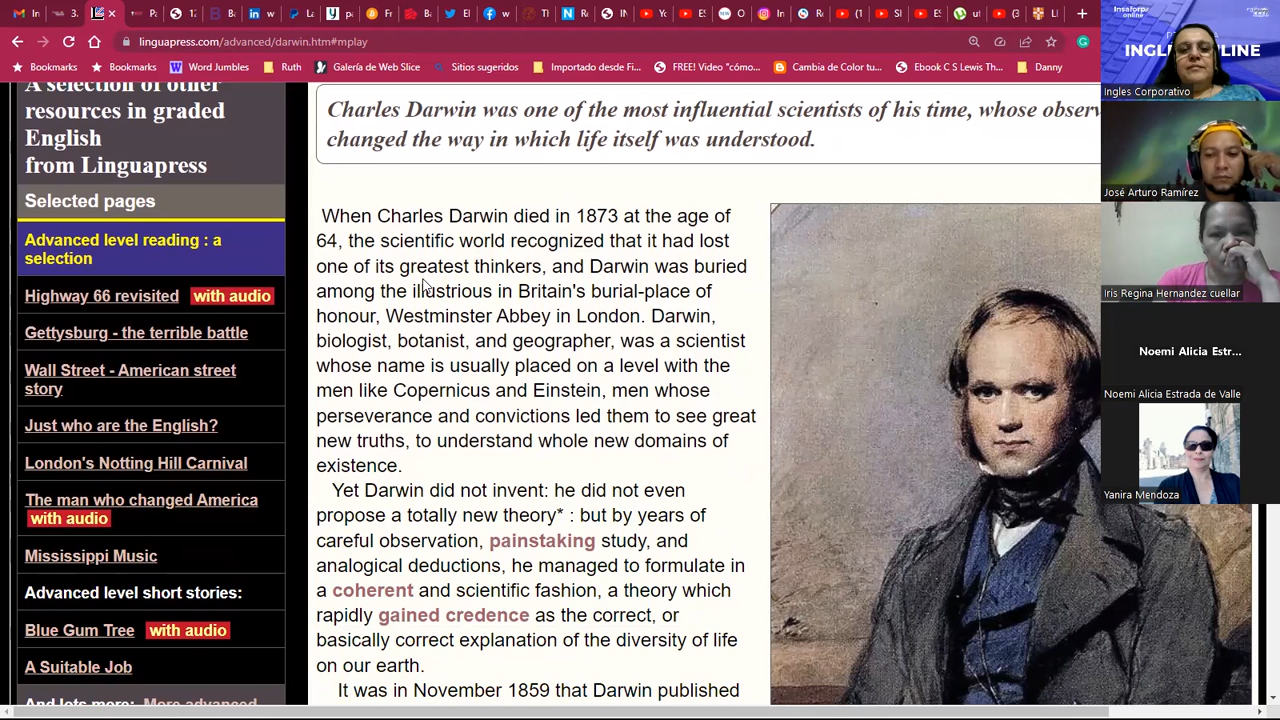 linguapress.com/advanced/darwin.htm#mplay
Bookmarks
Bookmarks
Word Jumbles
Ruth
Galería de Web Slice
Sitios sugeridos
Importado desde Fi...
FREE! Video "cómo...
Cambia de Color tu...
Ebook C S Lewis Th...
Danny
A selection of other
resources in graded
English
from Linguapress
Selected pages
Advanced level reading : a
selection
Highway 66 revisited with audio
Gettysburg - the terrible battle
Wall Street - American street
story
Just who are the English?
London's Notting Hill Carnival
The man who changed America
with audio
Mississippi Music
Advanced level short stories:
Blue Gum Tree with audio
A Suitable Job
And lots more: More advanced
Charles Darwin was one of the most influential scientists of his time, whose observ
changed the way in which life itself was understood.
When Charles Darwin died in 1873 at the age of
64, the scientific world recognized that it had lost
one of its greatest thinkers, and Darwin was buried
among the illustrious in Britain's burial-place of
honour, Westminster Abbey in London. Darwin,
biologist, botanist, and geographer, was a scientist
whose name is usually placed on a level with the
men like Copernicus and Einstein, men whose
perseverance and convictions led them to see great
new truths, to understand whole new domains of
existence.
Yet Darwin did not invent: he did not even
propose a totally new theory* : but by years of
careful observation, painstaking study, and
analogical deductions, he managed to formulate in
a coherent and scientific fashion, a theory which
rapidly gained credence as the correct, or
basically correct explanation of the diversity of life
on our earth.
It was in November 1859 that Darwin published
Ingles Corporativo
José Arturo Ramírez
Iris Regina Hernandez cuellar
Noemi Alicia Estr...
Noemi Alicia Estrada de Valle
Yanira Mendoza